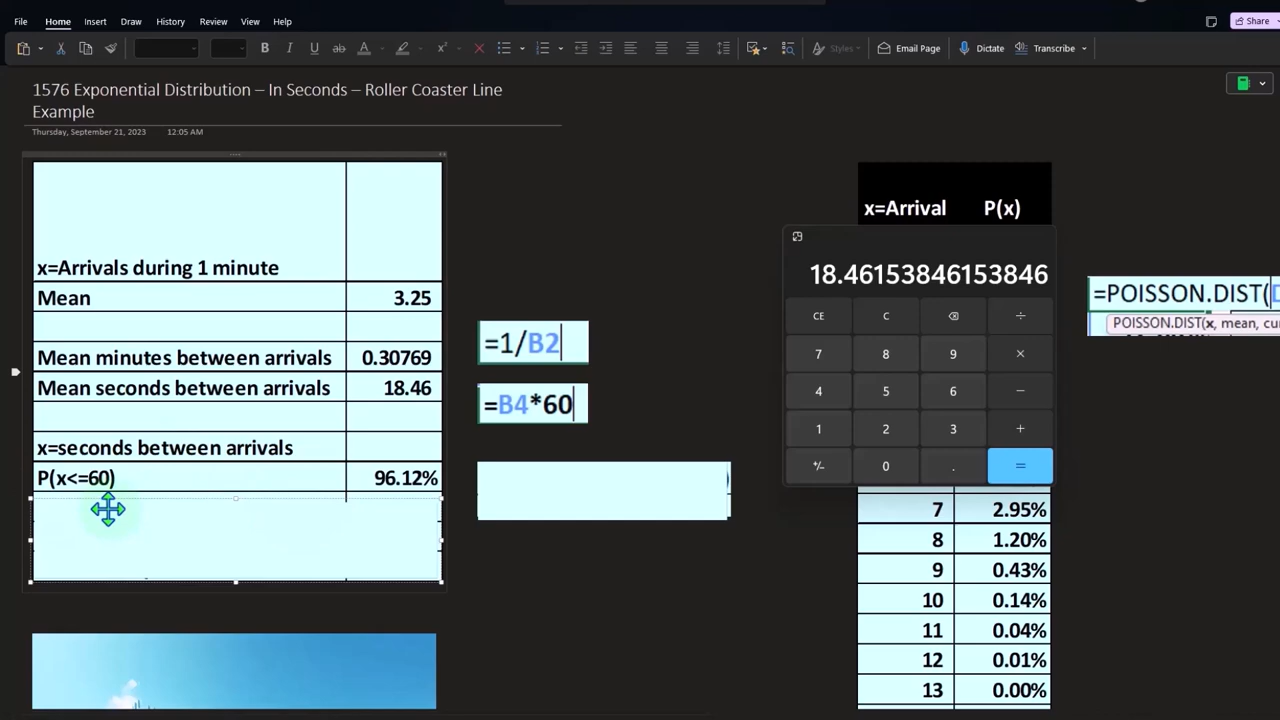 File Home Insert Draw History Review View Help Share
B I U ab A x² Styles Email Page Dictate Transcribe
1576 Exponential Distribution – In Seconds – Roller Coaster Line
Example
Thursday, September 21, 2023 12:05 AM
x=Arrivals during 1 minute
Mean 3.25
Mean minutes between arrivals 0.30769
Mean seconds between arrivals 18.46
x=seconds between arrivals
P(x<=60) 96.12%
=1/B2
=B4*60
x=Arrival P(x)
18.46153846153846
CE C ÷
7 8 9 ×
4 5 6 −
1 2 3 +
+/− 0 . =
7 2.95%
8 1.20%
9 0.43%
10 0.14%
11 0.04%
12 0.01%
13 0.00%
=POISSON.DIST(
POISSON.DIST(x, mean, cu